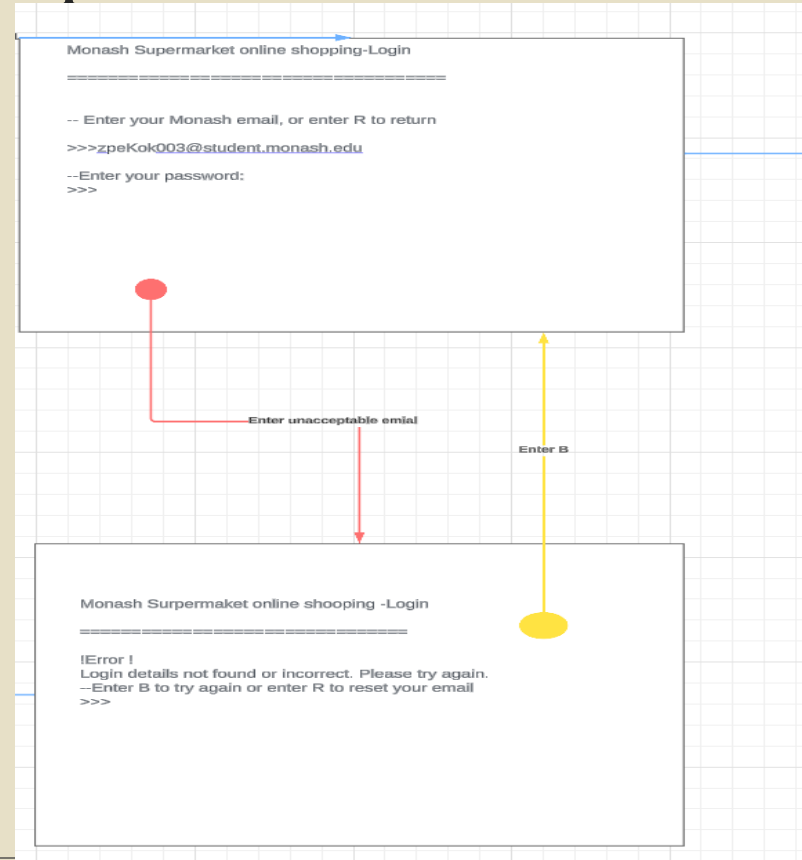 Monash Supermarket online shopping-Login
=====================================
-- Enter your Monash email, or enter R to return
>>>zpeKok003@student.monash.edu
--Enter your password:
>>>
Enter unacceptable emial
Enter B
Monash Surpermaket online shooping -Login
================================
!Error !
Login details not found or incorrect. Please try again.
--Enter B to try again or enter R to reset your email
>>>